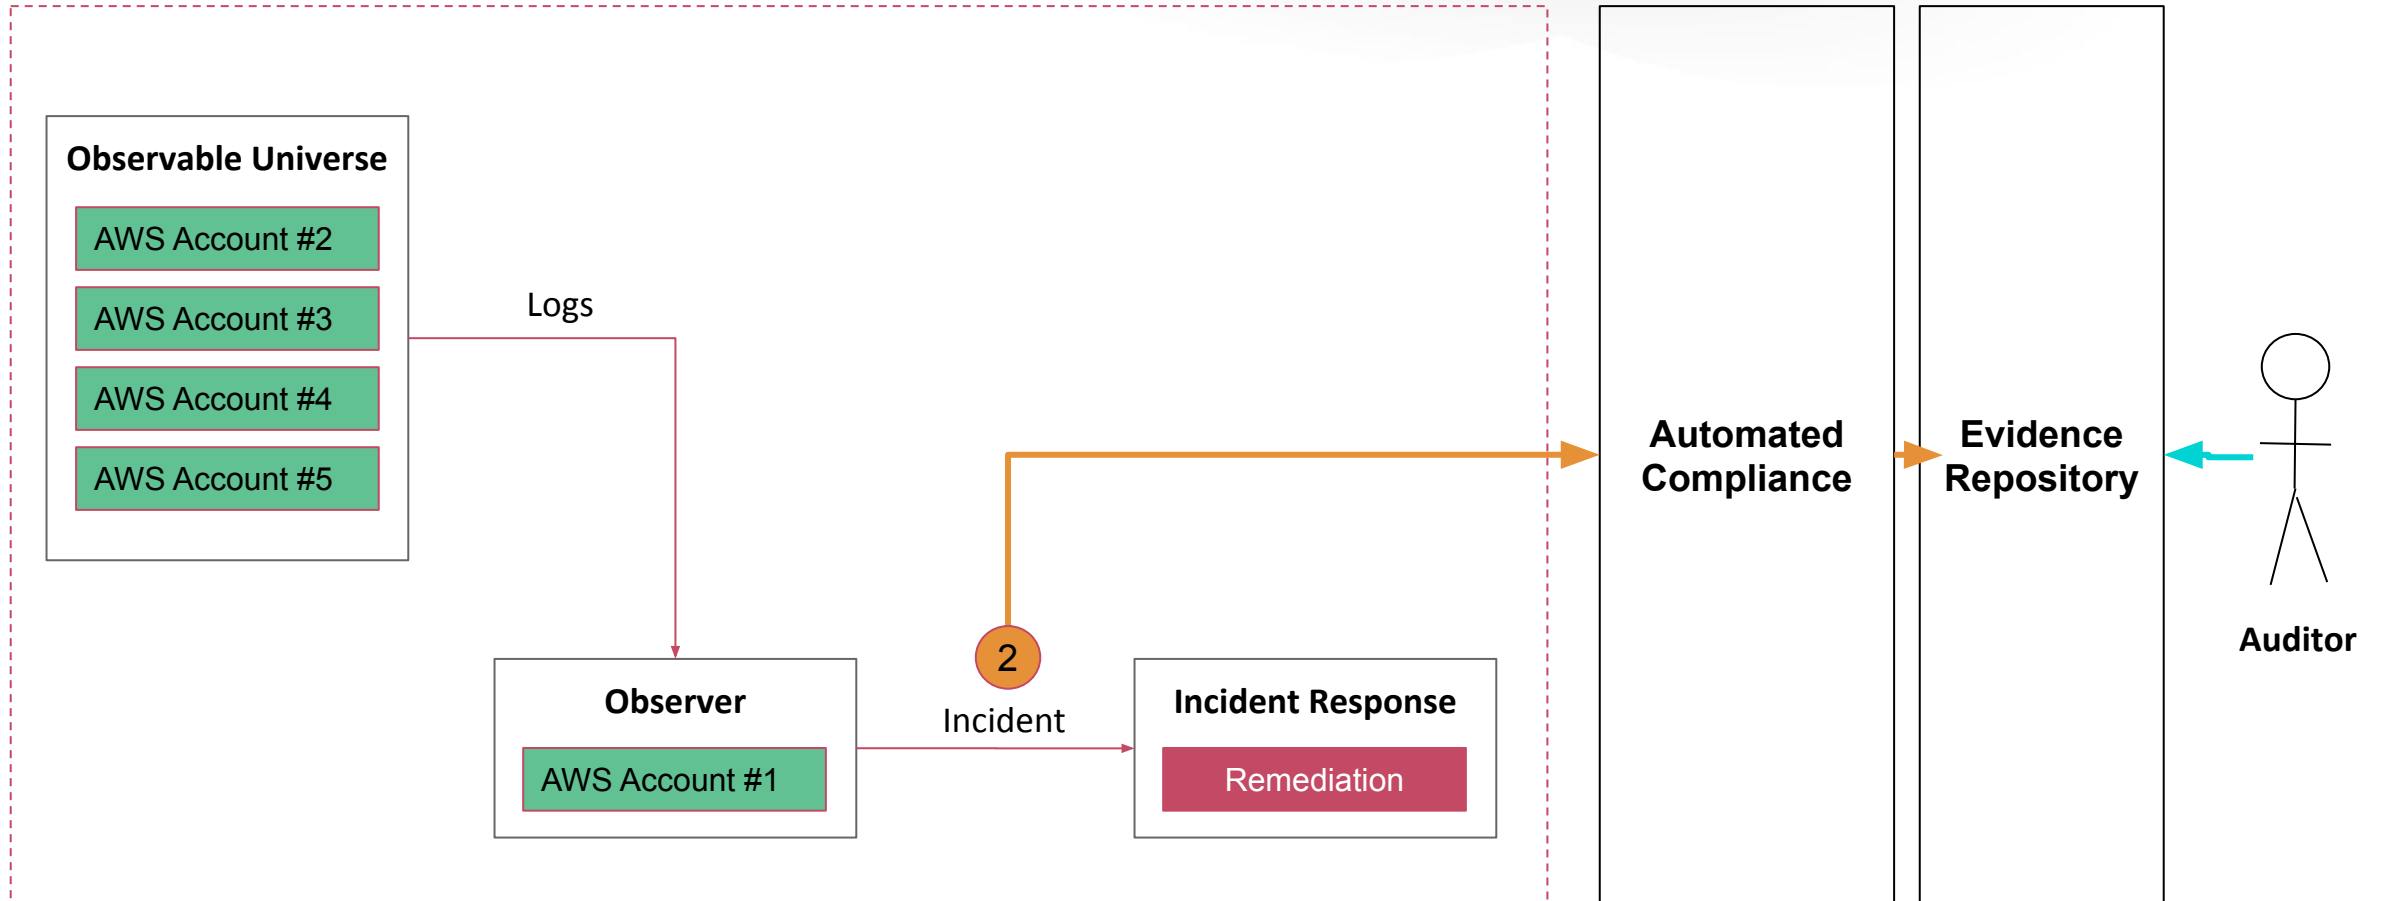 Observable Universe
AWS Account #2
AWS Account #3
AWS Account #4
AWS Account #5
Logs
Observer
AWS Account #1
2
Incident
Incident Response
Remediation
Automated
Compliance
Evidence
Repository
Auditor